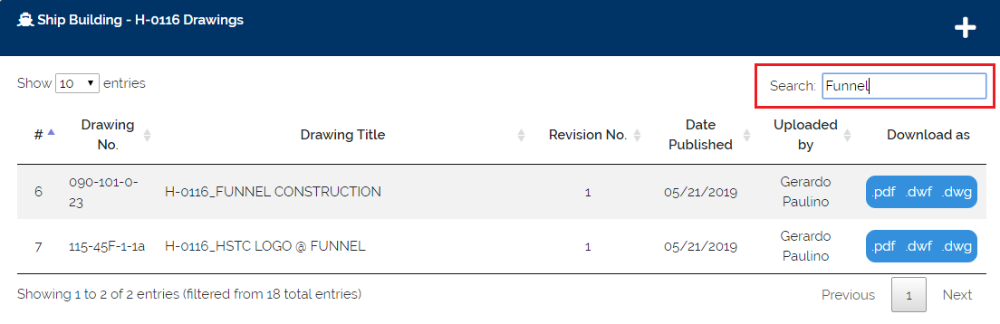 Ship Building - H-0116 Drawings
Show 10 entries
Search: Funnel
# Drawing No. Drawing Title Revision No. Date Published Uploaded by Download as
6 090-101-0-23 H-0116_FUNNEL CONSTRUCTION 1 05/21/2019 Gerardo Paulino .pdf .dwf .dwg
7 115-45F-1-1a H-0116_HSTC LOGO @ FUNNEL 1 05/21/2019 Gerardo Paulino .pdf .dwf .dwg
Showing 1 to 2 of 2 entries (filtered from 18 total entries)
Previous 1 Next